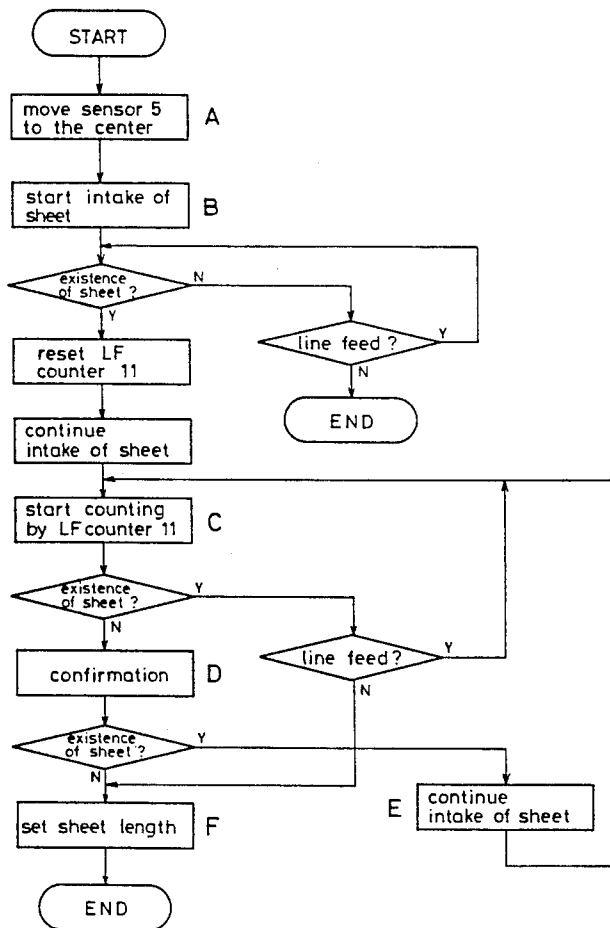 START
move sensor 5
to the center
A
start intake of
sheet
B
existence
of sheet ?
N
Y
line feed ?
Y
N
reset LF
counter 11
END
continue
intake of sheet
start counting
by LF counter 11
C
existence
of sheet ?
Y
N
line feed ?
Y
N
confirmation
D
existence
of sheet ?
Y
N
E
continue
intake of sheet
set sheet length
F
END